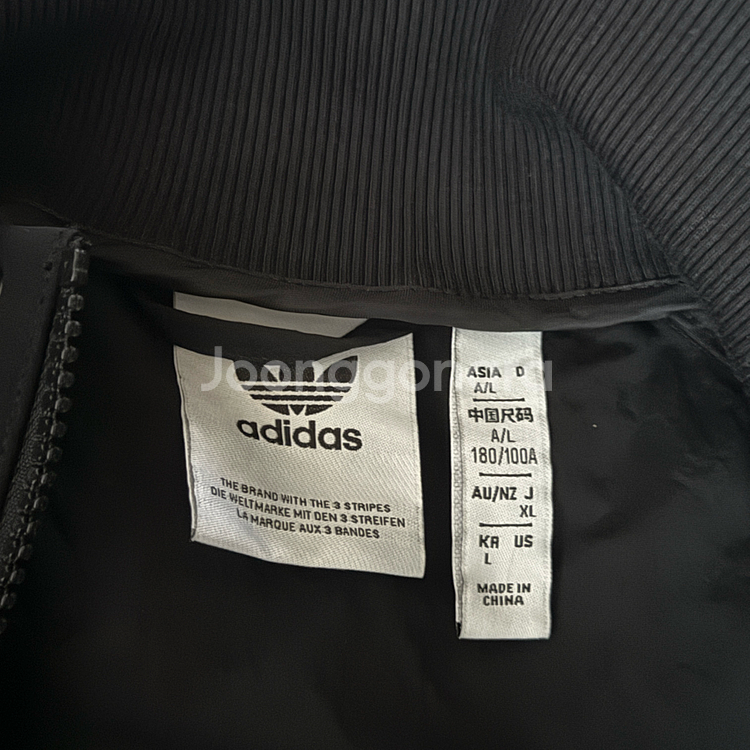 Joonggonara
adidas
THE BRAND WITH THE 3 STRIPES
DIE WELTMARKE MIT DEN 3 STREIFEN
LA MARQUE AUX 3 BANDES
ASIA D
A/L
中国尺码
A/L
180/100A
AU/NZ J
XL
KR US
L
MADE IN
CHINA